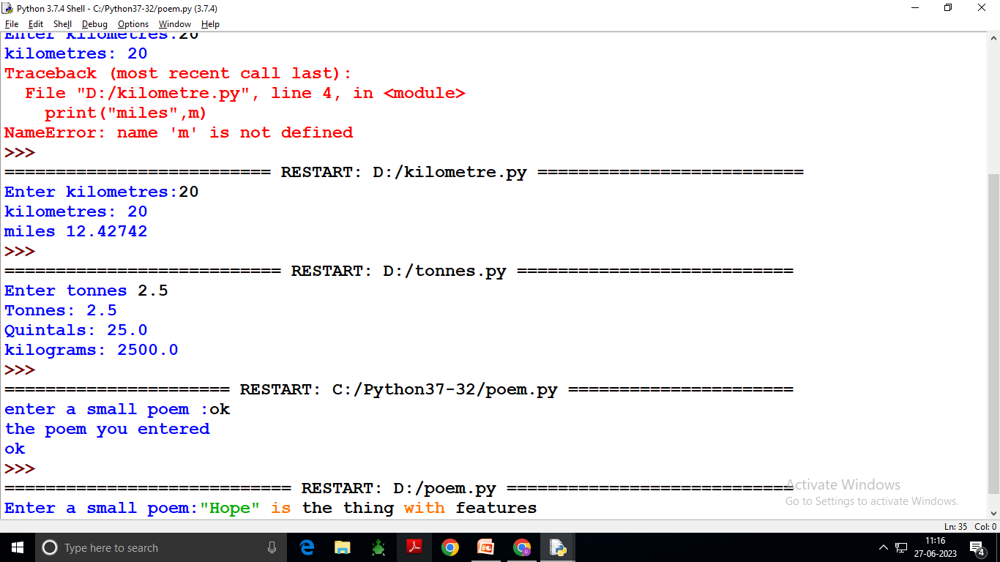 Python 3.7.4 Shell - C:/Python37-32/poem.py (3.7.4)
File Edit Shell Debug Options Window Help
Enter kilometres:20
kilometres: 20
Traceback (most recent call last):
  File "D:/kilometre.py", line 4, in <module>
    print("miles",m)
NameError: name 'm' is not defined
>>>
========================== RESTART: D:/kilometre.py ==========================
Enter kilometres:20
kilometres: 20
miles 12.42742
>>>
=========================== RESTART: D:/tonnes.py ===========================
Enter tonnes 2.5
Tonnes: 2.5
Quintals: 25.0
kilograms: 2500.0
>>>
====================== RESTART: C:/Python37-32/poem.py ======================
enter a small poem :ok
the poem you entered
ok
>>>
============================ RESTART: D:/poem.py ============================
Enter a small poem:"Hope" is the thing with features
Activate Windows
Go to Settings to activate Windows.
Ln: 35 Col: 0
Type here to search
11:16
27-06-2023
4